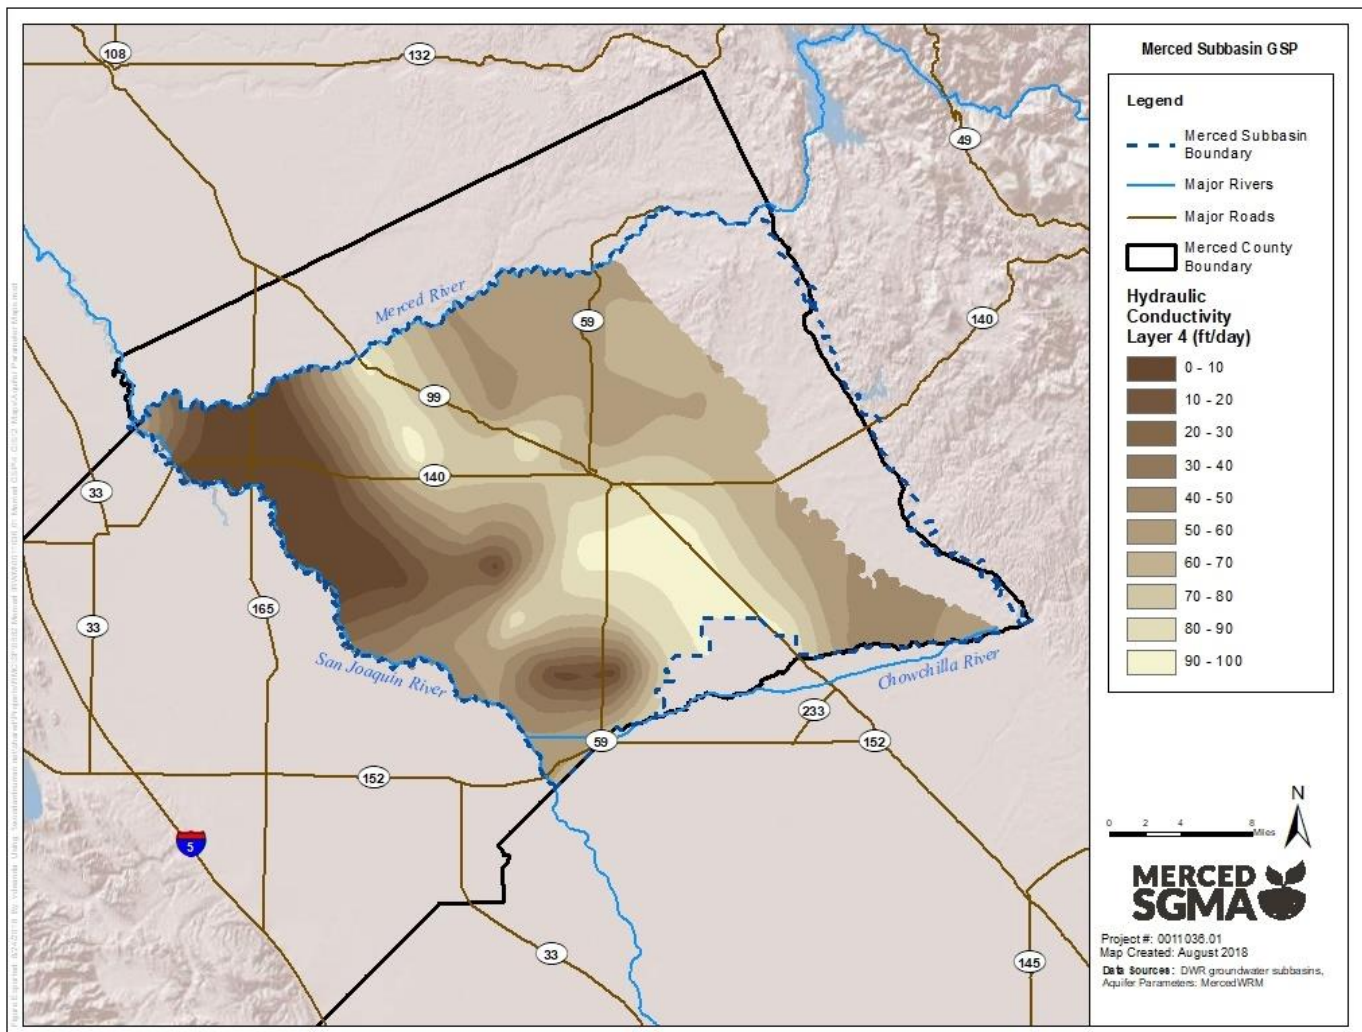 Merced Subbasin GSP
Legend
Merced Subbasin
Boundary
Major Rivers
Major Roads
Merced County
Boundary
Hydraulic
Conductivity
Layer 4 (ft/day)
0 - 10
10 - 20
20 - 30
30 - 40
40 - 50
50 - 60
60 - 70
70 - 80
80 - 90
90 - 100
108
132
49
Merced River
59
140
99
140
33
165
33
San Joaquin River
Chowchilla River
233
59
152
152
5
33
145
N
0 2 4 8
Miles
MERCED
SGMA
Project #: 0011036.01
Map Created: August 2018
Data Sources: DWR groundwater subbasins,
Aquifer Parameters: MercedWRM